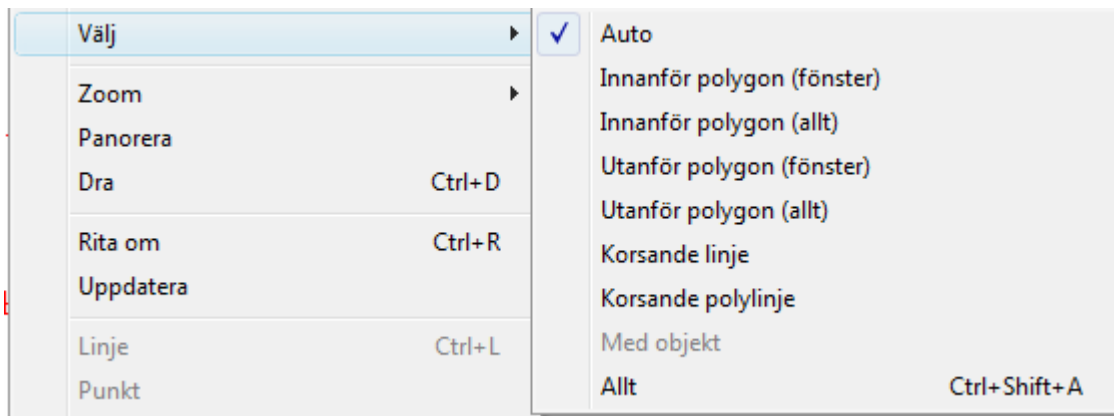 Välj
Zoom
Panorera
Dra Ctrl+D
Rita om Ctrl+R
Uppdatera
Linje Ctrl+L
Punkt
Auto
Innanför polygon (fönster)
Innanför polygon (allt)
Utanför polygon (fönster)
Utanför polygon (allt)
Korsande linje
Korsande polylinje
Med objekt
Allt Ctrl+Shift+A